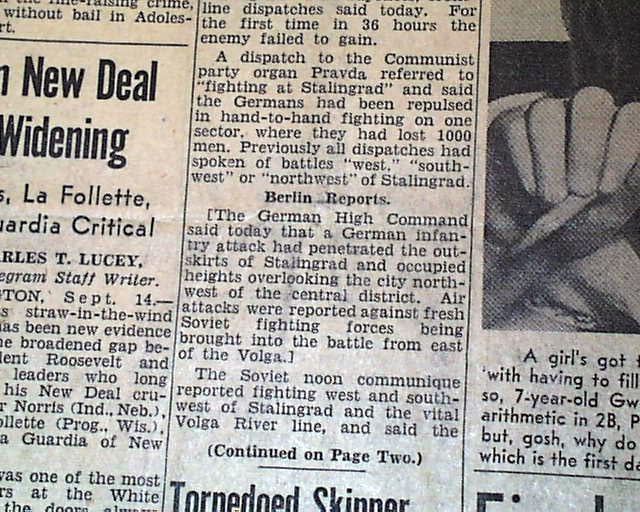 raising crime,
without bail in Adoles-
rt.
New Deal
Widening
s, La Follette,
uardia Critical
ARLES T. LUCEY,
egram Staff Writer.
GTON, Sept. 14.—
s straw-in-the-wind
has been new evidence
he broadened gap be-
dent Roosevelt and
leaders who long
his New Deal cru-
r Norris (Ind., Neb.),
ollette (Prog., Wis.),
a Guardia of New
was one of the most
rs at the White
the doors always
line dispatches said today. For
the first time in 36 hours the
enemy failed to gain.
A dispatch to the Communist
party organ Pravda referred to
“fighting at Stalingrad” and said
the Germans had been repulsed
in hand-to-hand fighting on one
sector, where they had lost 1000
men. Previously all dispatches had
spoken of battles “west,” “south-
west” or “northwest” of Stalingrad.
Berlin Reports.
[The German High Command
said today that a German infan-
try attack had penetrated the out-
skirts of Stalingrad and occupied
heights overlooking the city north-
west of the central district. Air
attacks were reported against fresh
Soviet fighting forces being
brought into the battle from east
of the Volga.]
The Soviet noon communique
reported fighting west and south-
west of Stalingrad and the vital
Volga River line, and said the
(Continued on Page Two.)
Torpedoed Skipper
A girl's got t
'with having to fill
so, 7-year-old Gw
arithmetic in 2B, P
but, gosh, why do
which is the first da